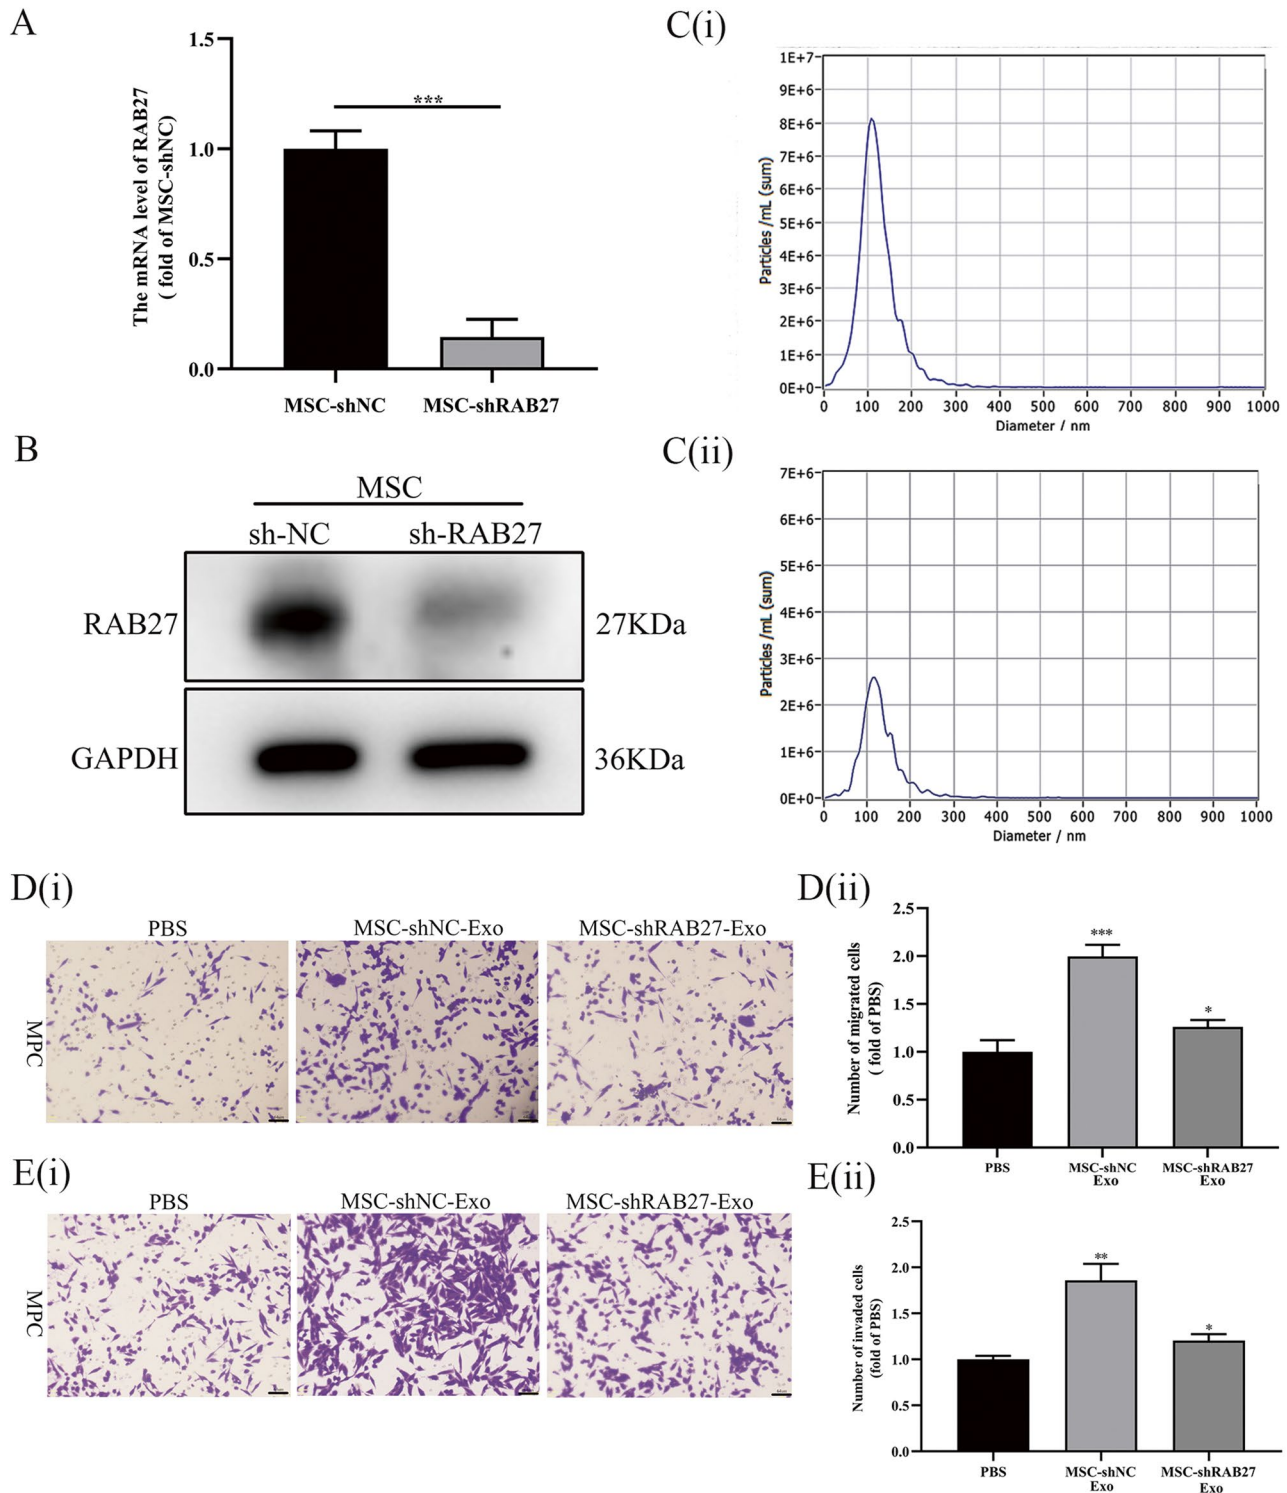 A
1.5
1.0
0.5
0.0
The mRNA level of RAB27
( fold of MSC-shNC)
***
MSC-shNC
MSC-shRAB27
C(i)
1E+7
9E+6
8E+6
7E+6
6E+6
5E+6
4E+6
3E+6
2E+6
1E+6
0E+0
Particles /mL (sum)
0 100 200 300 400 500 600 700 800 900 1000
Diameter / nm
B
MSC
sh-NC sh-RAB27
RAB27 27KDa
GAPDH 36KDa
C(ii)
7E+6
6E+6
5E+6
4E+6
3E+6
2E+6
1E+6
0E+0
Particles /mL (sum)
0 100 200 300 400 500 600 700 800 900 1000
Diameter / nm
D(i)
PBS MSC-shNC-Exo MSC-shRAB27-Exo
MPC
D(ii)
2.5
2.0
1.5
1.0
0.5
0.0
Number of migrated cells
( fold of PBS)
***
*
PBS
MSC-shNC
Exo
MSC-shRAB27
Exo
E(i)
PBS MSC-shNC-Exo MSC-shRAB27-Exo
MPC
E(ii)
2.5
2.0
1.5
1.0
0.5
0.0
Number of invaded cells
(fold of PBS)
**
*
PBS
MSC-shNC
Exo
MSC-shRAB27
Exo